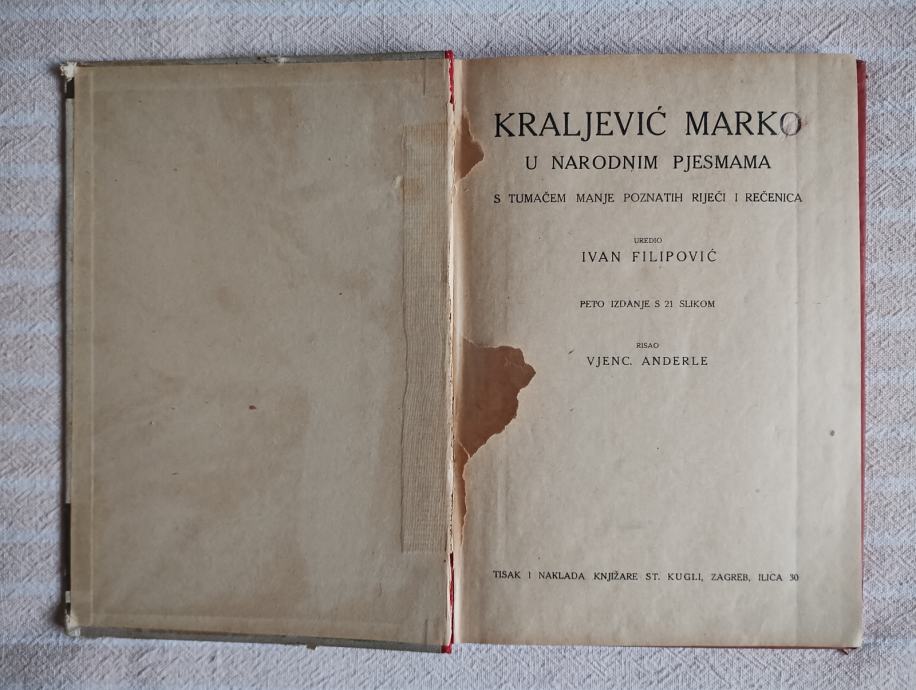 KRALJEVIĆ MARKO
U NARODNIM PJESMAMA
S TUMAČEM MANJE POZNATIH RIJEČI I REČENICA
UREDIO
IVAN FILIPOVIĆ
PETO IZDANJE S 21 SLIKOM
RISAO
VJENC. ANDERLE
TISAK I NAKLADA KNJIŽARE ST. KUGLI, ZAGREB, ILICA 30